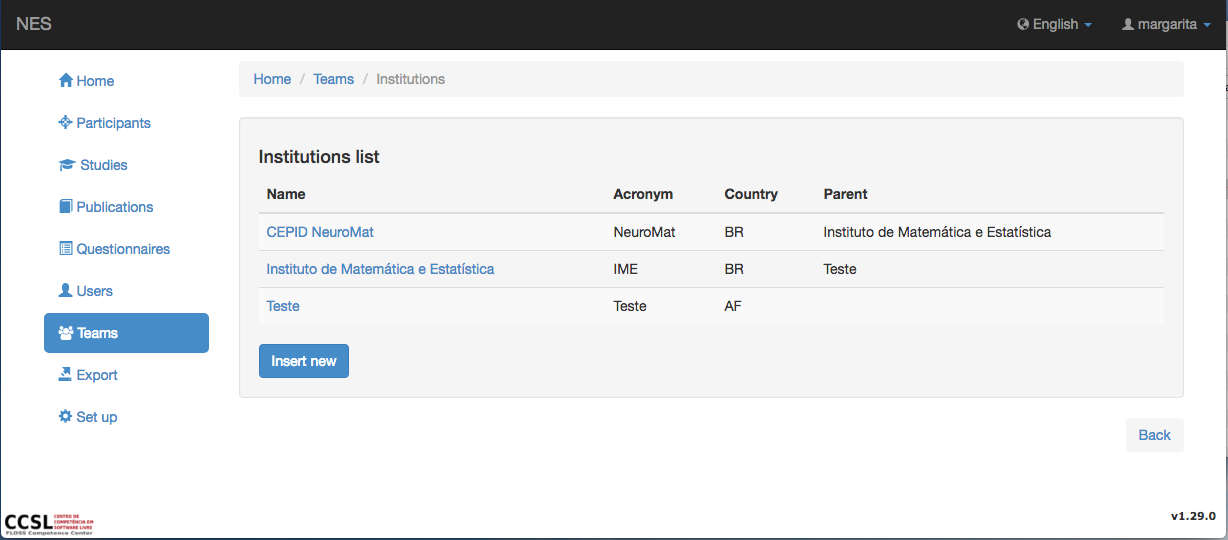 NES
English
margarita
Home
Participants
Studies
Publications
Questionnaires
Users
Teams
Export
Set up
Home / Teams / Institutions
Institutions list
Name Acronym Country Parent
CEPID NeuroMat NeuroMat BR Instituto de Matemática e Estatística
Instituto de Matemática e Estatística IME BR Teste
Teste Teste AF
Insert new
Back
CCSL
CENTRO DE
COMPETÊNCIA EM
SOFTWARE LIVRE
FLOSS Competence Center
v1.29.0